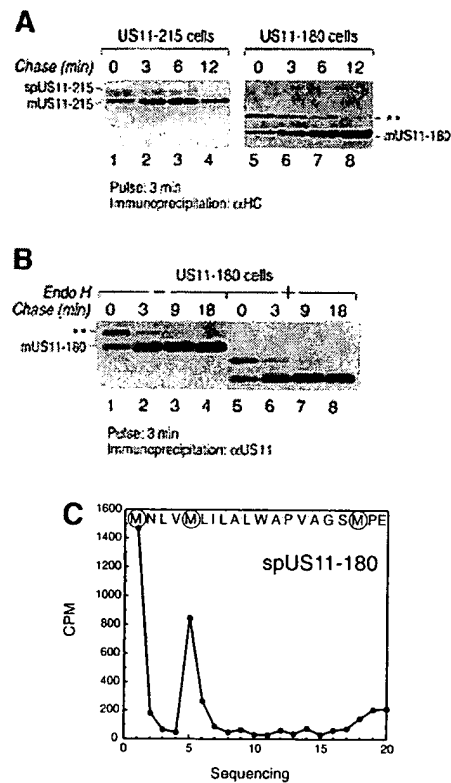 A
US11-215 cells US11-180 cells
Chase (min) 0 3 6 12 0 3 6 12
spUS11-215
mUS11-215
**
mUS11-180
1 2 3 4 5 6 7 8
Pulse: 3 min
Immunoprecipitation: αHC
B
US11-180 cells
Endo H − +
Chase (min) 0 3 9 18 0 3 9 18
**
mUS11-180
1 2 3 4 5 6 7 8
Pulse: 3 min
Immunoprecipitation: αUS11
C
MNLVMLILALWAPVAGSMPE
spUS11-180
CPM
1600
1400
1200
1000
800
600
400
200
0
0 5 10 15 20
Sequencing